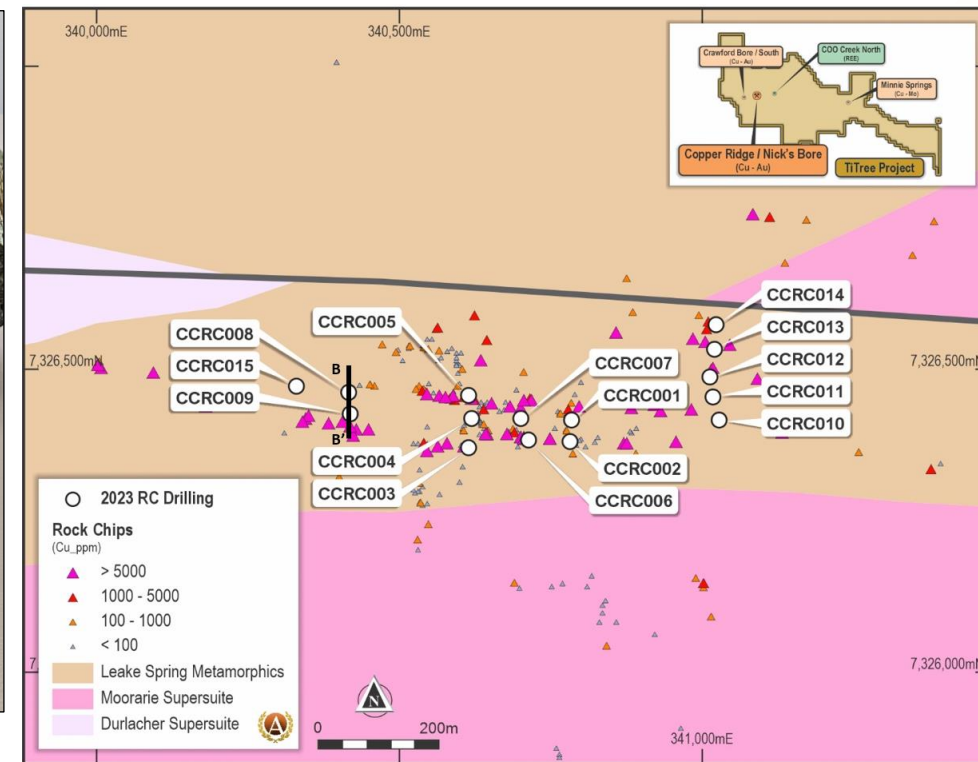 340,000mE
340,500mE
Crawford Bore / South
(Cu - Au)
COO Creek North
(REE)
Minnie Springs
(Cu - Mo)
Copper Ridge / Nick's Bore
(Cu - Au)
TiTree Project
CCRC014
CCRC005
CCRC008
CCRC013
7,326,500mN
CCRC007
CCRC012
7,326,500mN
CCRC015
B
CCRC001
CCRC011
CCRC009
CCRC010
B'
CCRC004
CCRC002
CCRC003
CCRC006
2023 RC Drilling
Rock Chips
(Cu_ppm)
> 5000
1000 - 5000
100 - 1000
< 100
Leake Spring Metamorphics
Moorarie Supersuite
Durlacher Supersuite
A
N
0 200m
7,326,000mN
341,000mE